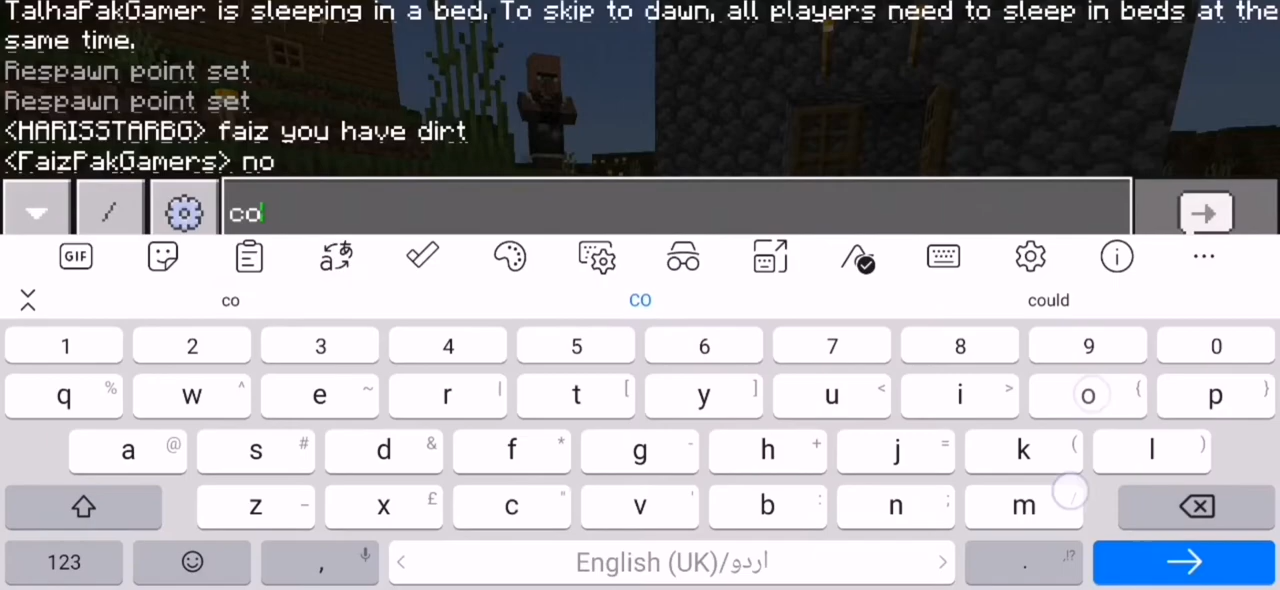 TalhaPakGamer is sleeping in a bed. To skip to dawn, all players need to sleep in beds at the
same time.
Respawn point set
Respawn point set
<HARISSTARBG> faiz you have dirt
<FaizPakGamers> no
/ co
GIF
co CO could
1 2 3 4 5 6 7 8 9 0
q % w ^ e ~ r | t [ y ] u < i > o { p }
a @ s # d & f * g - h + j = k ( l )
z _ x £ c " v ' b : n ; m /
123 , < English (UK)/اردو > . ,!?